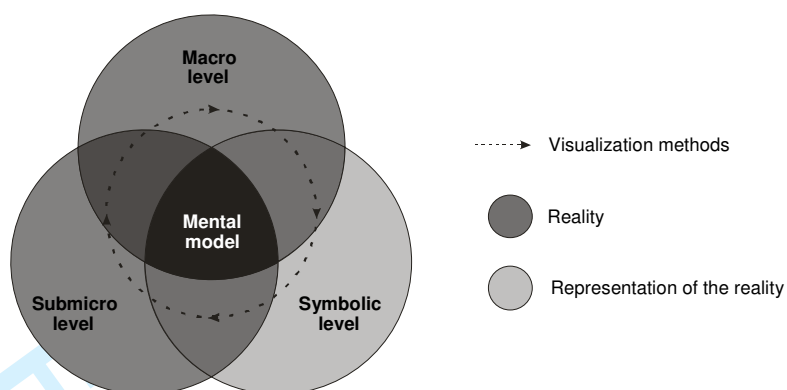 Macro
level
Visualization methods
Reality
Mental
model
Representation of the reality
Submicro
level
Symbolic
level